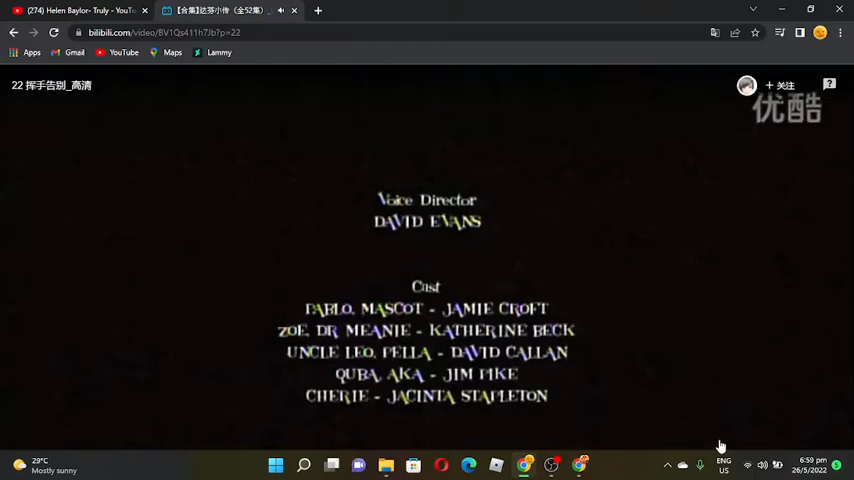 (274) Helen Baylor- Truly - YouTu
【合集】达芬小传（全52集）_
bilibili.com/video/BV1Qs411h7Jb?p=22
Apps
Gmail
YouTube
Maps
Lammy
22 挥手告别_高清
+ 关注
优酷
Voice Director
DAVID EVANS
Cast
PABLO, MASCOT - JAMIE CROFT
ZOE, DR MEANIE - KATHERINE BECK
UNCLE LEO, PELLA - DAVID CALLAN
QUBA, AKA - JIM PIKE
CHERIE - JACINTA STAPLETON
29°C
Mostly sunny
ENG
US
6:59 pm
26/5/2022
5